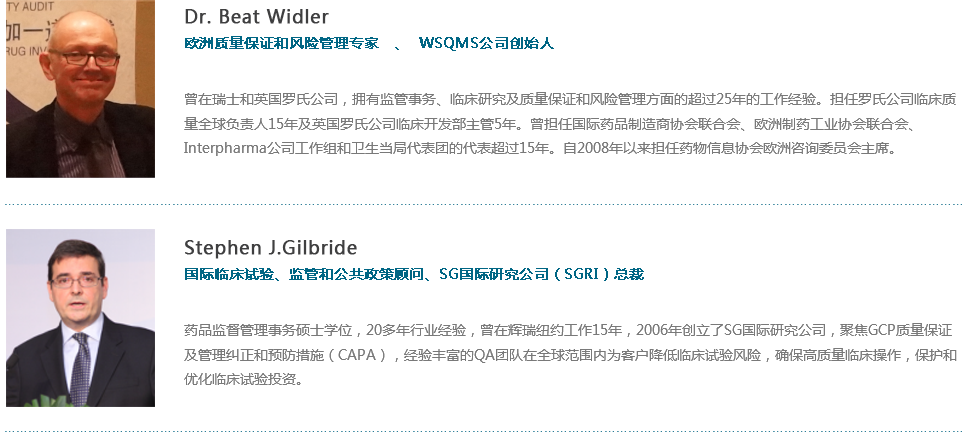 TY AUDIT
加一
RUG INV
Dr. Beat Widler
欧洲质量保证和风险管理专家 、 WSQMS公司创始人
曾在瑞士和英国罗氏公司，拥有监管事务、临床研究及质量保证和风险管理方面的超过25年的工作经验。担任罗氏公司临床质
量全球负责人15年及英国罗氏公司临床开发部主管5年。曾担任国际药品制造商协会联合会、欧洲制药工业协会联合会、
Interpharma公司工作组和卫生当局代表团的代表超过15年。自2008年以来担任药物信息协会欧洲咨询委员会主席。
Stephen J.Gilbride
国际临床试验、监管和公共政策顾问、SG国际研究公司（SGRI）总裁
药品监督管理事务硕士学位，20多年行业经验，曾在辉瑞纽约工作15年，2006年创立了SG国际研究公司，聚焦GCP质量保证
及管理纠正和预防措施（CAPA），经验丰富的QA团队在全球范围内为客户降低临床试验风险，确保高质量临床操作，保护和
优化临床试验投资。